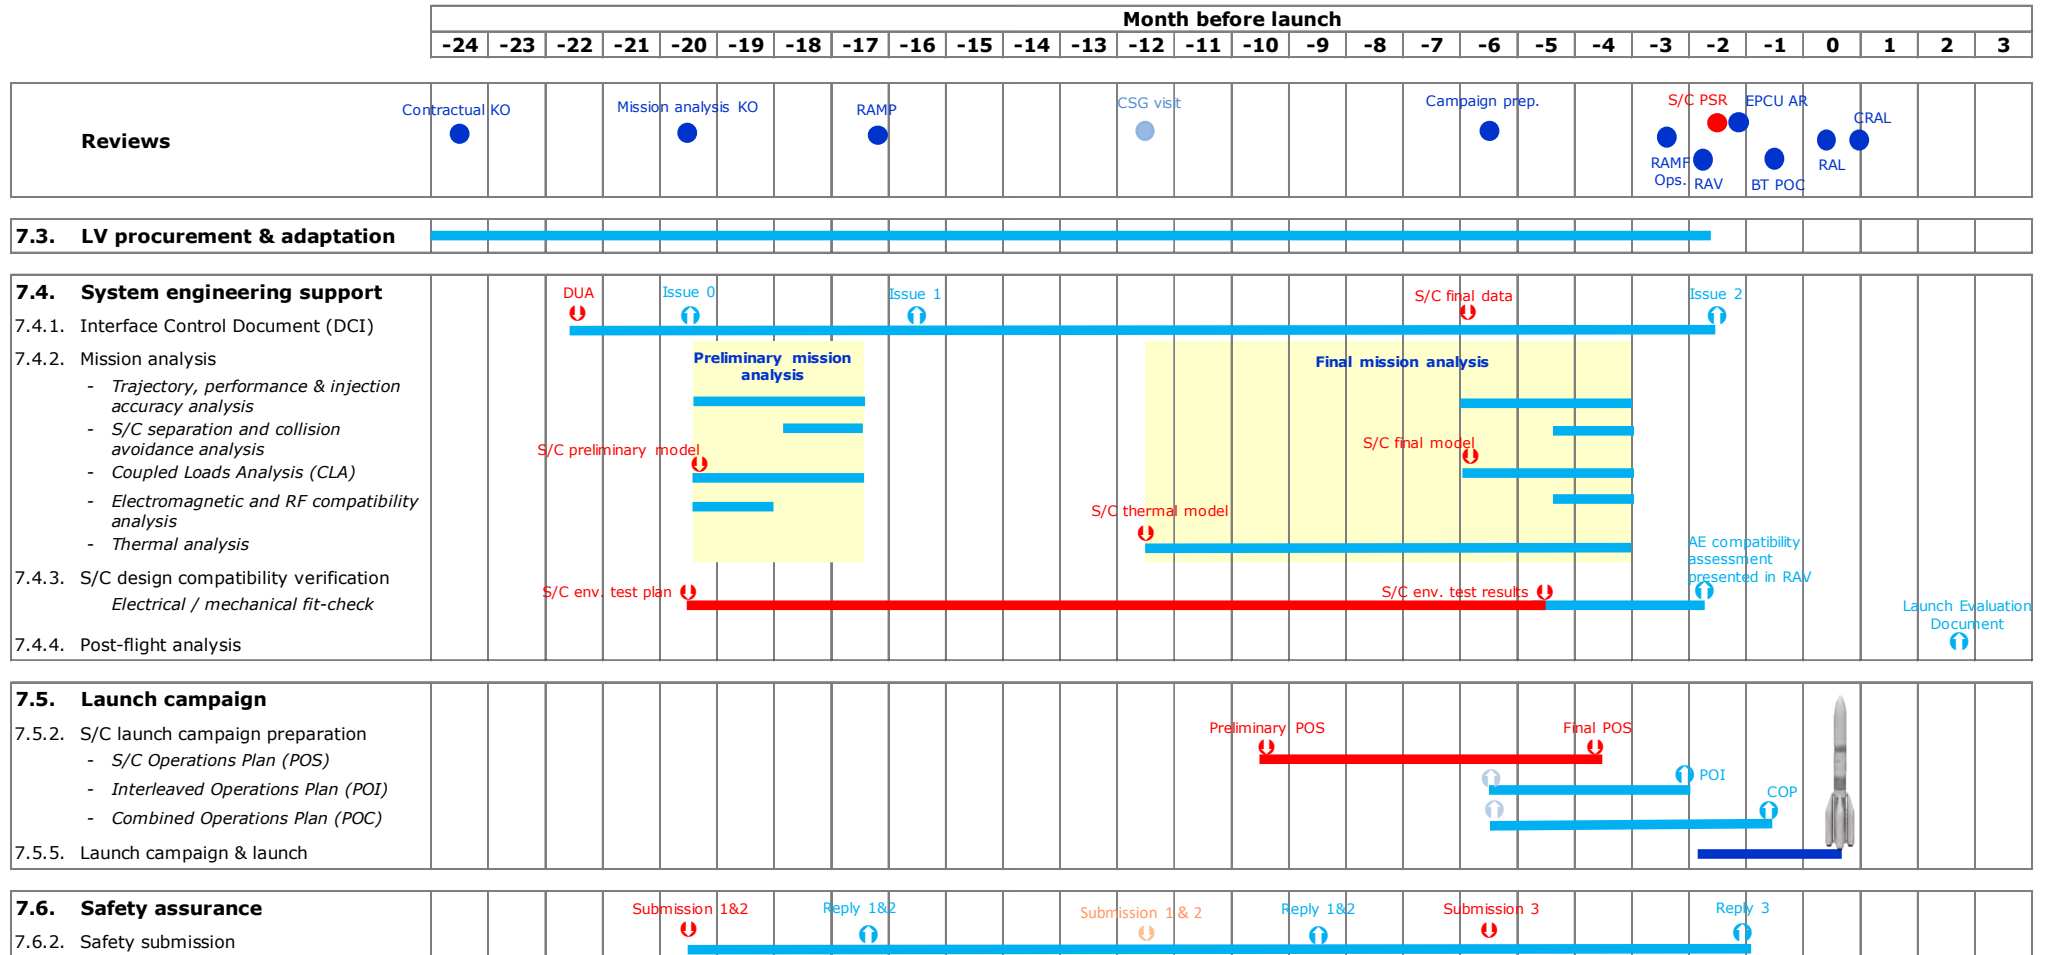 Month before launch
-24 -23 -22 -21 -20 -19 -18 -17 -16 -15 -14 -13 -12 -11 -10 -9 -8 -7 -6 -5 -4 -3 -2 -1 0 1 2 3
Reviews
Contractual KO
Mission analysis KO
RAMP
CSG visit
Campaign prep.
S/C PSR
EPCU AR
CRAL
RAMF
Ops.
RAV
BT POC
RAL
7.3. LV procurement & adaptation
7.4. System engineering support
DUA
Issue 0
Issue 1
S/C final data
Issue 2
7.4.1. Interface Control Document (DCI)
7.4.2. Mission analysis
Preliminary mission
analysis
Final mission analysis
- Trajectory, performance & injection
accuracy analysis
- S/C separation and collision
avoidance analysis
S/C preliminary model
S/C final model
- Coupled Loads Analysis (CLA)
- Electromagnetic and RF compatibility
analysis
S/C thermal model
- Thermal analysis
AE compatibility
assessment
presented in RAV
7.4.3. S/C design compatibility verification
Electrical / mechanical fit-check
S/C env. test plan
S/C env. test results
Launch Evaluation
Document
7.4.4. Post-flight analysis
7.5. Launch campaign
7.5.2. S/C launch campaign preparation
Preliminary POS
Final POS
- S/C Operations Plan (POS)
- Interleaved Operations Plan (POI)
POI
- Combined Operations Plan (POC)
COP
7.5.5. Launch campaign & launch
7.6. Safety assurance
Submission 1&2
Reply 1&2
Submission 1 & 2
Reply 1&2
Submission 3
Reply 3
7.6.2. Safety submission